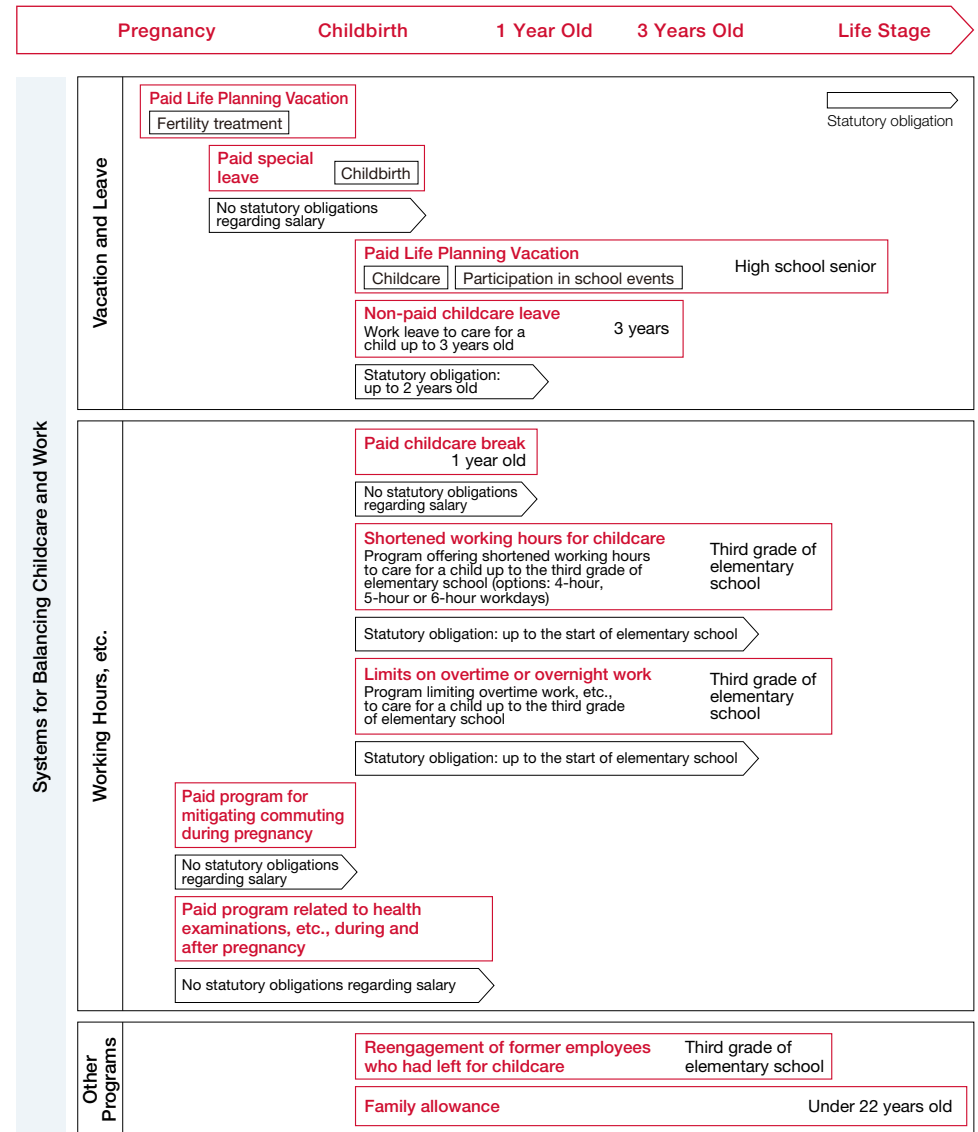 Pregnancy
Childbirth
1 Year Old
3 Years Old
Life Stage
Systems for Balancing Childcare and Work
Vacation and Leave
Paid Life Planning Vacation
Fertility treatment
Statutory obligation
Paid special
leave
Childbirth
No statutory obligations
regarding salary
Paid Life Planning Vacation
Childcare
Participation in school events
High school senior
Non-paid childcare leave
Work leave to care for a
child up to 3 years old
3 years
Statutory obligation:
up to 2 years old
Working Hours, etc.
Paid childcare break
1 year old
No statutory obligations
regarding salary
Shortened working hours for childcare
Program offering shortened working hours
to care for a child up to the third grade of
elementary school (options: 4-hour,
5-hour or 6-hour workdays)
Third grade of
elementary
school
Statutory obligation: up to the start of elementary school
Limits on overtime or overnight work
Program limiting overtime work, etc.,
to care for a child up to the third grade
of elementary school
Third grade of
elementary
school
Statutory obligation: up to the start of elementary school
Paid program for
mitigating commuting
during pregnancy
No statutory obligations
regarding salary
Paid program related to health
examinations, etc., during and
after pregnancy
No statutory obligations regarding salary
Other
Programs
Reengagement of former employees
who had left for childcare
Third grade of
elementary school
Family allowance
Under 22 years old